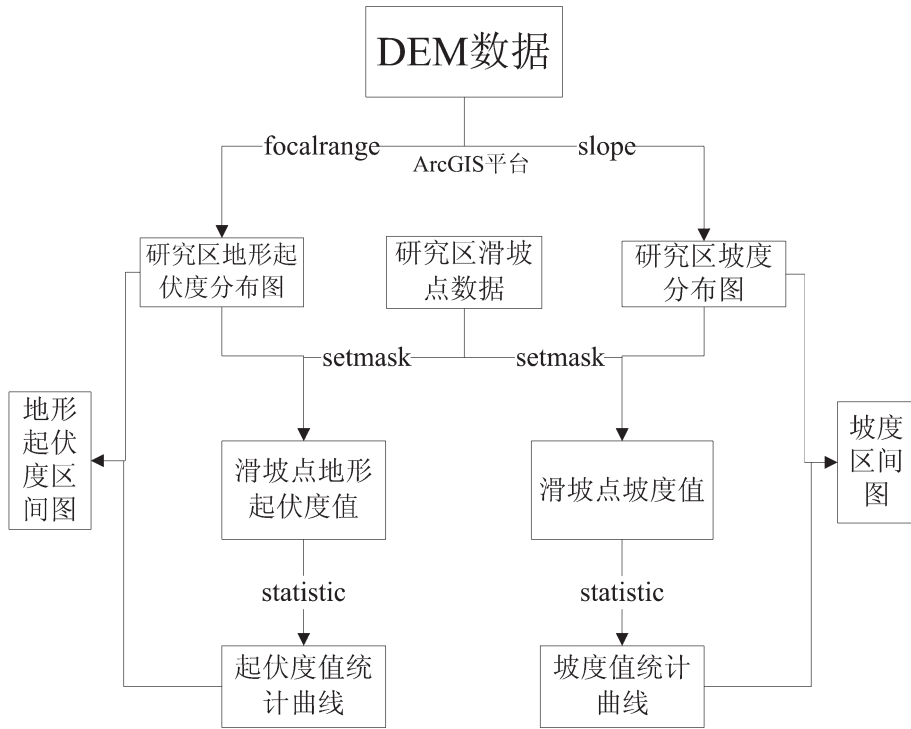 DEM数据
focalrange
slope
ArcGIS平台
研究区地形起
伏度分布图
研究区滑坡
点数据
研究区坡度
分布图
setmask
setmask
地形
起伏
度区
间图
滑坡点地形
起伏度值
滑坡点坡度值
坡度
区间
图
statistic
statistic
起伏度值统
计曲线
坡度值统计
曲线